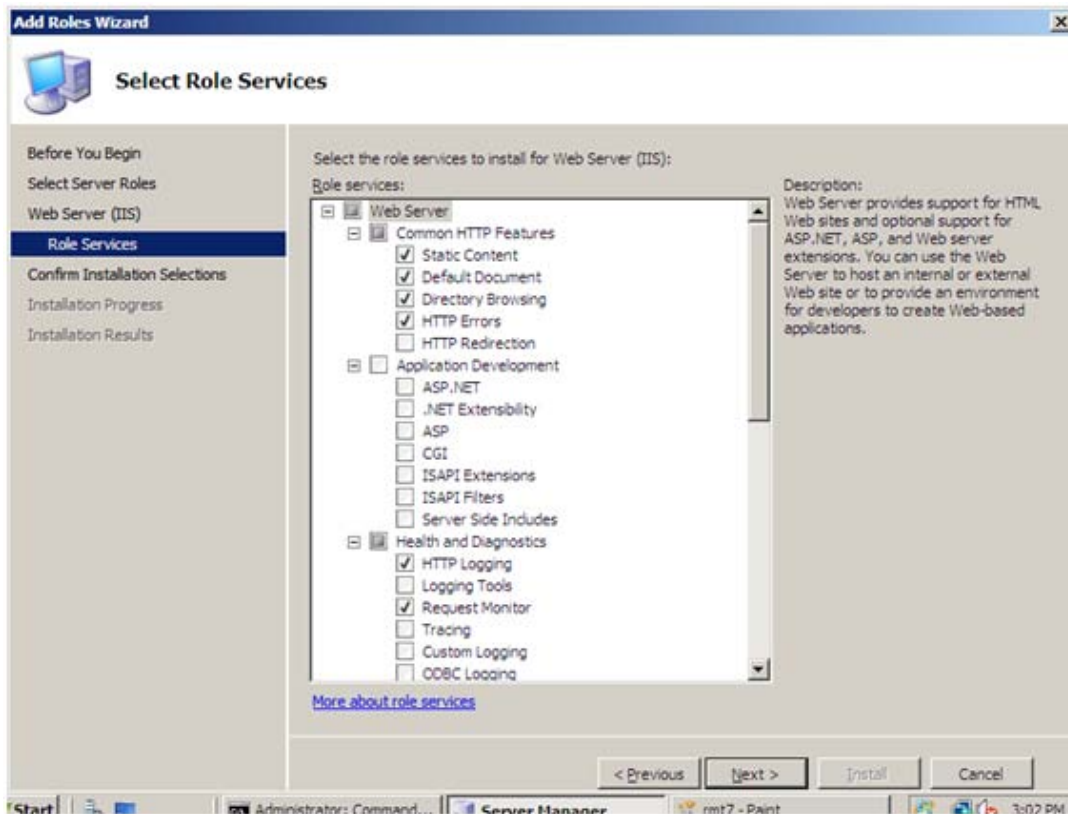 Add Roles Wizard
Select Role Services
Before You Begin
Select Server Roles
Web Server (IIS)
Role Services
Confirm Installation Selections
Installation Progress
Installation Results
Select the role services to install for Web Server (IIS):
Role services:
Web Server
Common HTTP Features
Static Content
Default Document
Directory Browsing
HTTP Errors
HTTP Redirection
Application Development
ASP.NET
.NET Extensibility
ASP
CGI
ISAPI Extensions
ISAPI Filters
Server Side Includes
Health and Diagnostics
HTTP Logging
Logging Tools
Request Monitor
Tracing
Custom Logging
ODBC Logging
More about role services
Description:
Web Server provides support for HTML
Web sites and optional support for
ASP.NET, ASP, and Web server
extensions. You can use the Web
Server to host an internal or external
Web site or to provide an environment
for developers to create Web-based
applications.
< Previous
Next >
Install
Cancel
Start
Administrator: Command...
Server Manager
rmt7 - Paint
3:02 PM